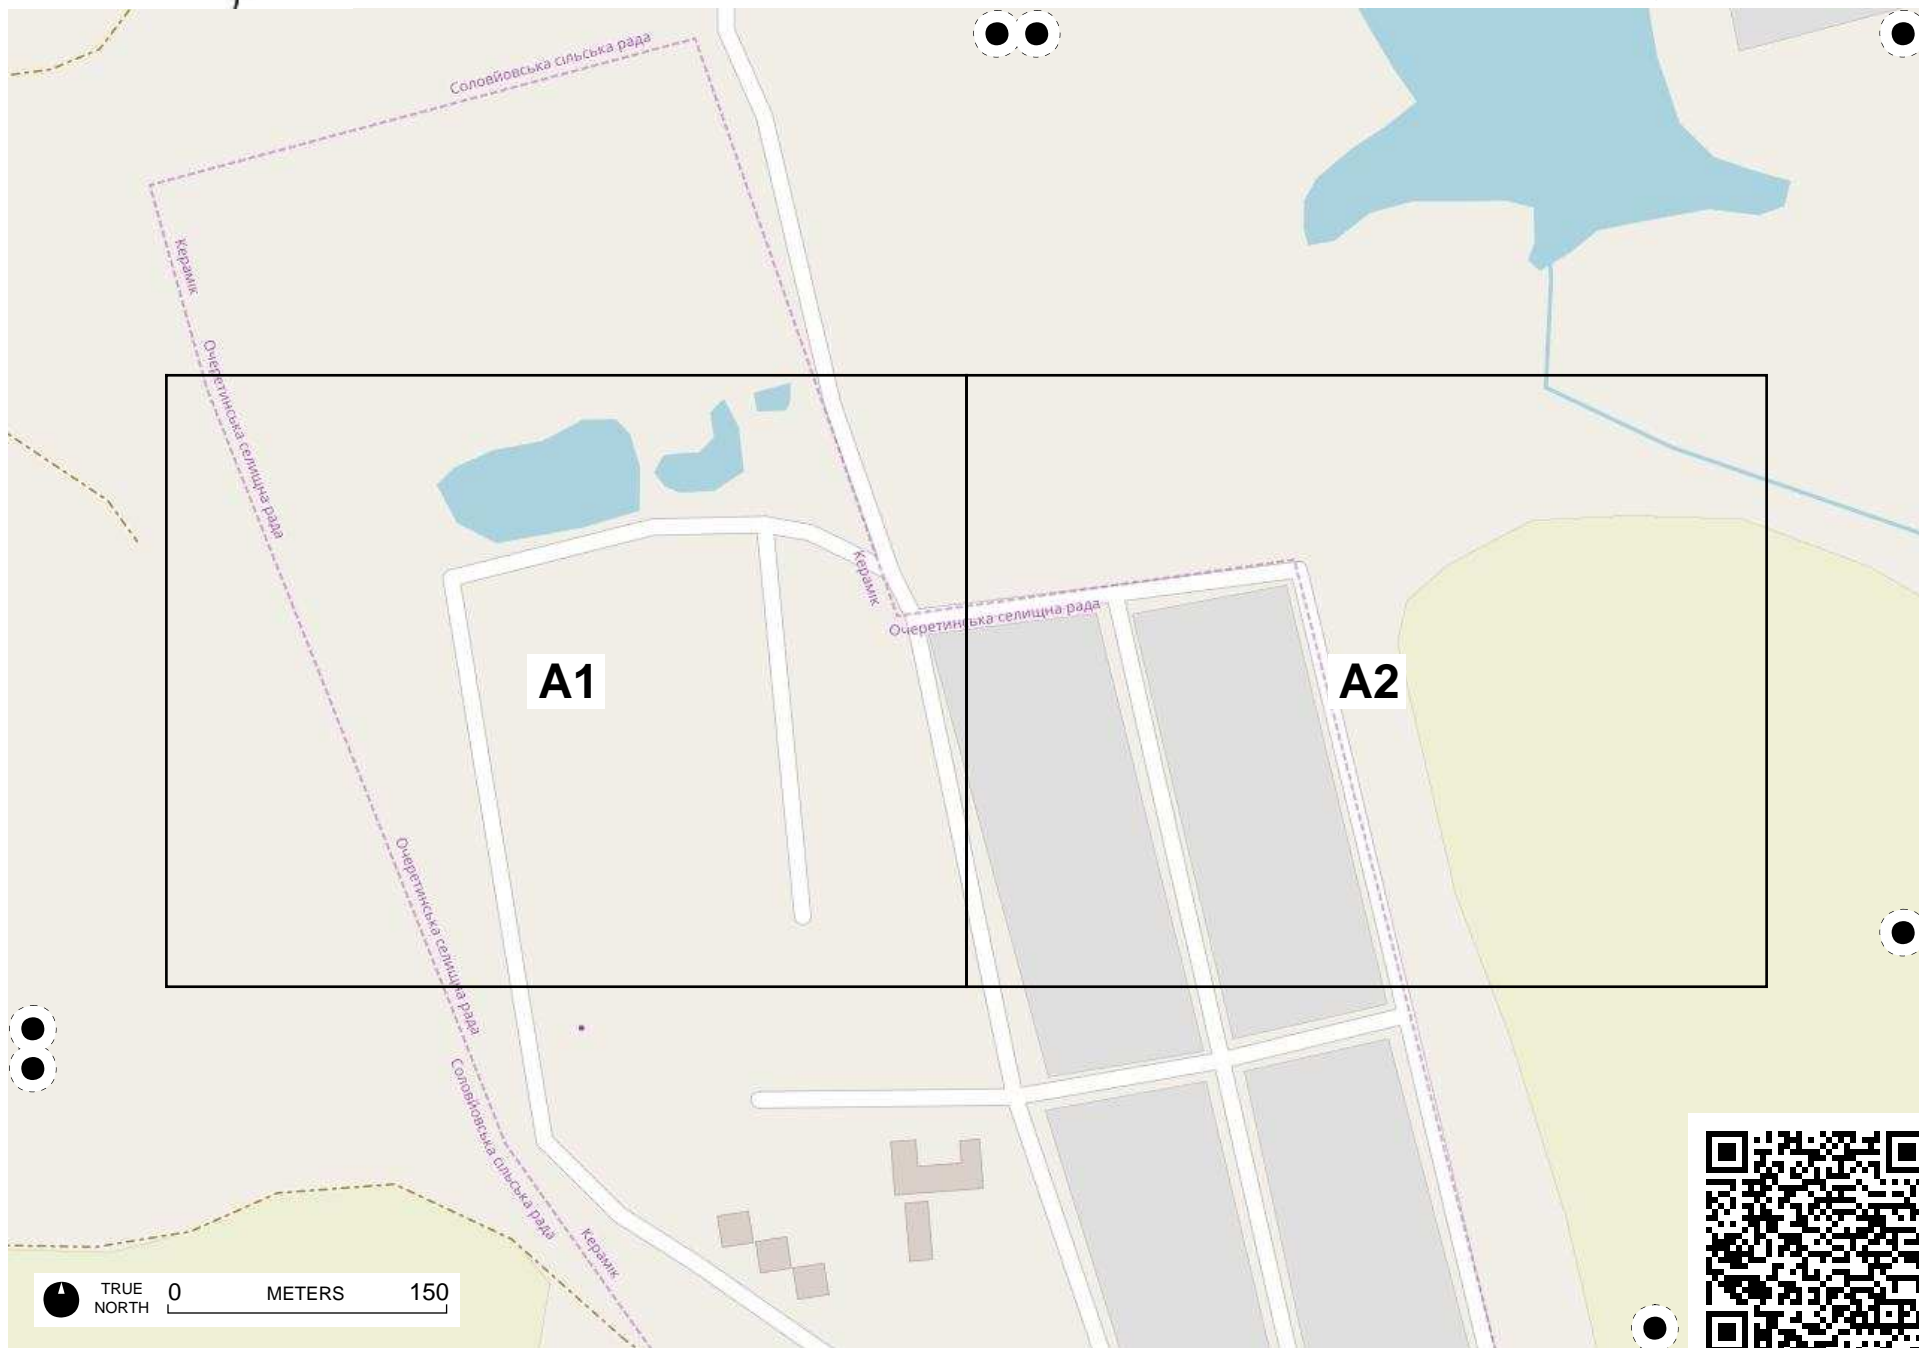 Соловйовська сільська рада
Керамік
Очеретинська селищна рада
Керамік
Очеретинська селищна рада
A1
A2
Очеретинська селищна рада
Соловйовська сільська рада
Керамік
TRUE NORTH
0 METERS 150